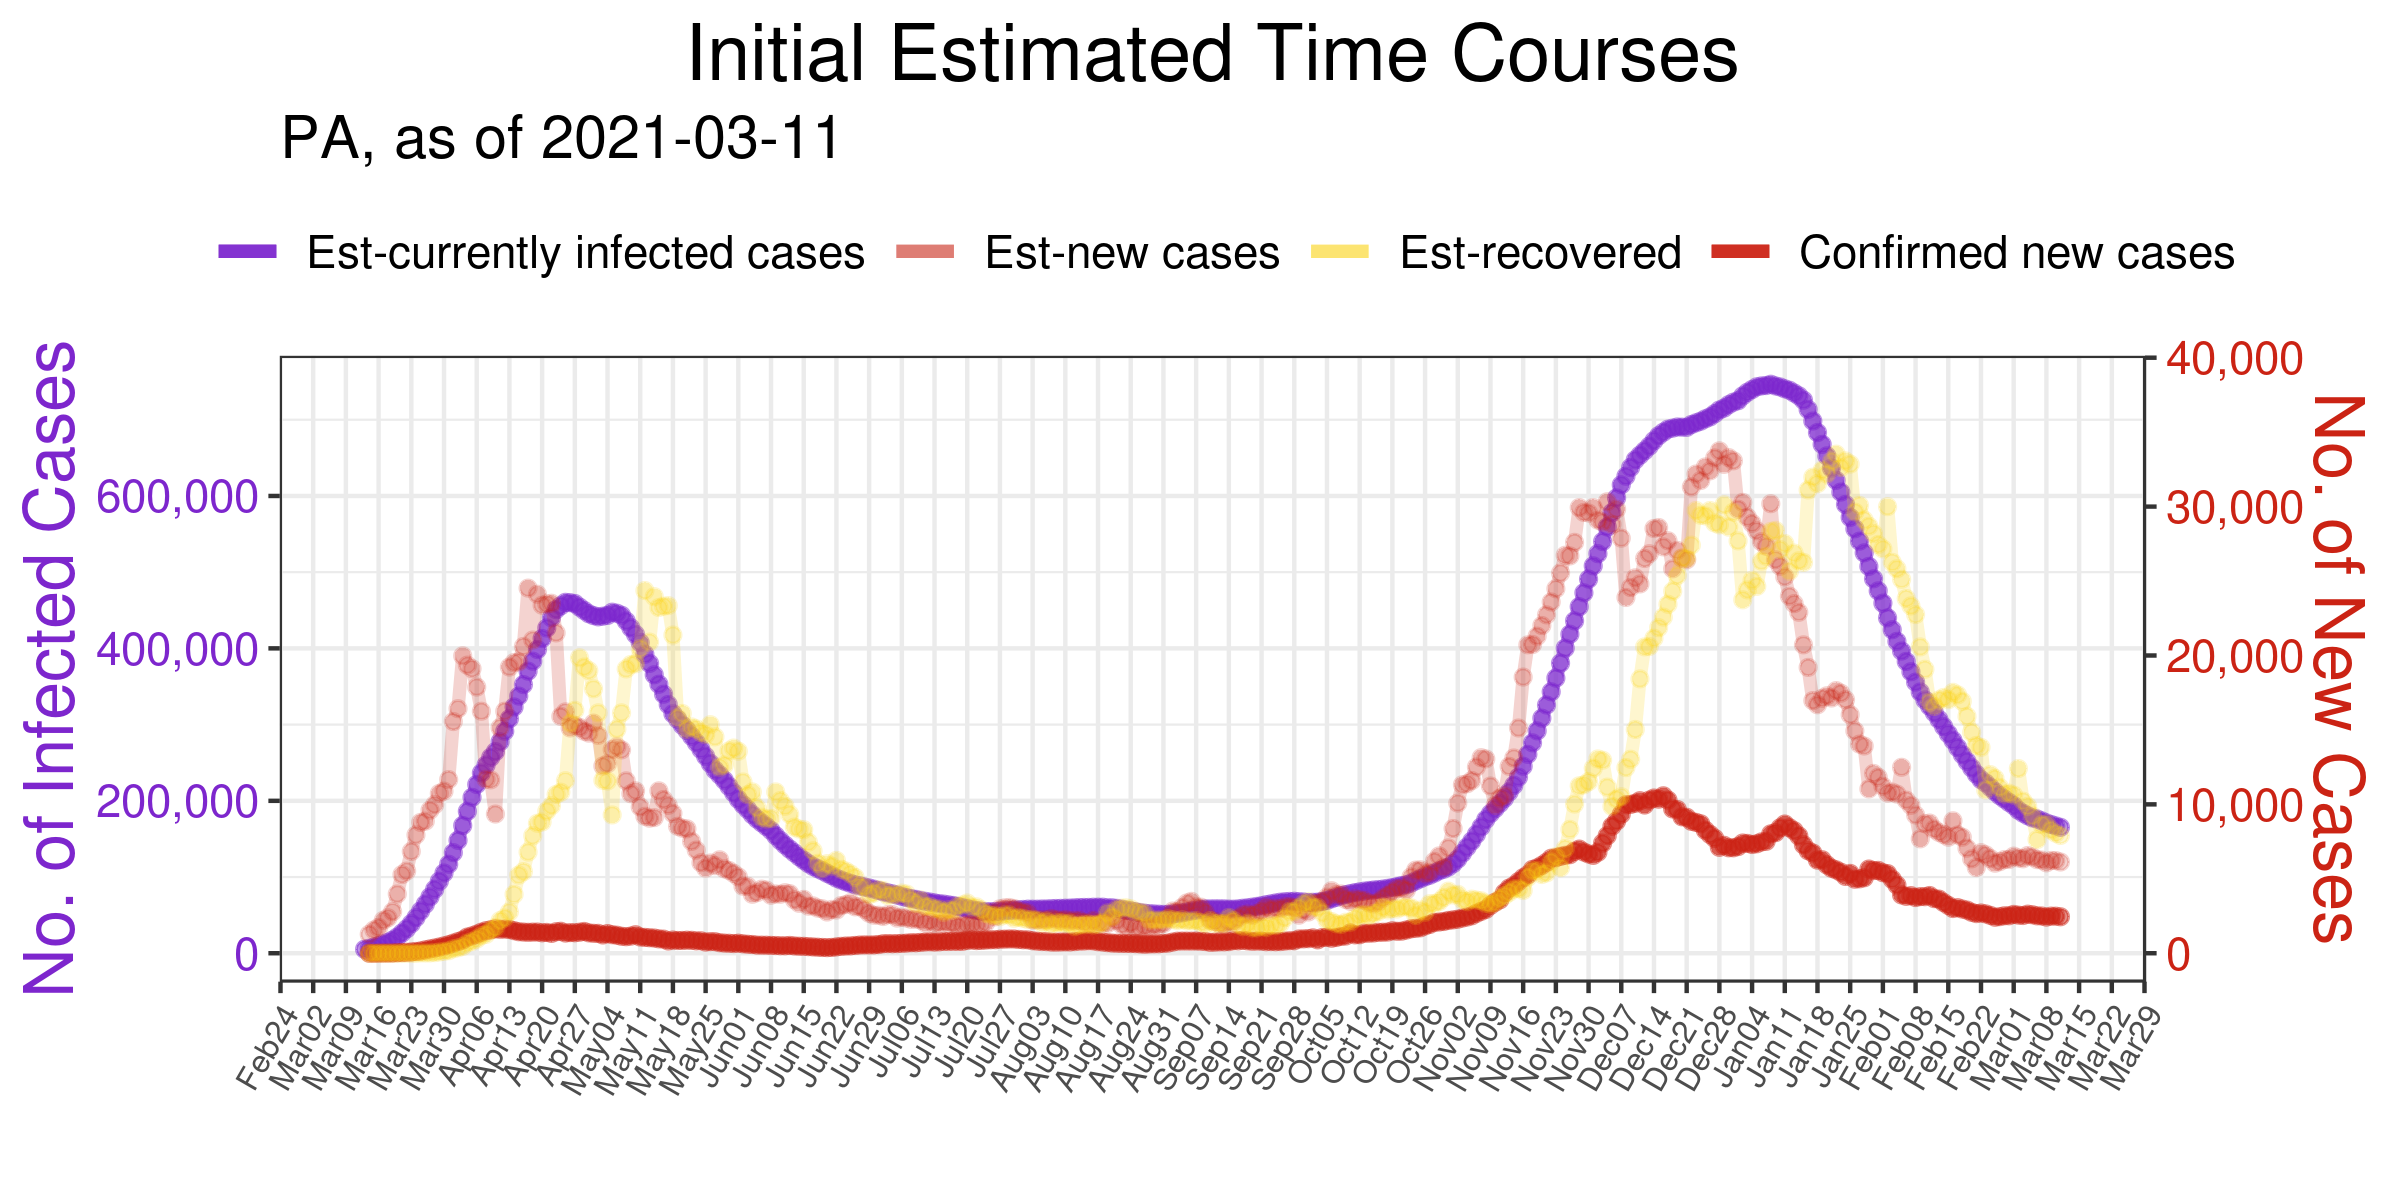 Initial Estimated Time Courses
PA, as of 2021-03-11
Est-currently infected cases Est-new cases Est-recovered Confirmed new cases
No. of Infected Cases
600,000
400,000
200,000
0
40,000
30,000
20,000
10,000
0
No. of New Cases
Feb24 Mar02 Mar09 Mar16 Mar23 Mar30 Apr06 Apr13 Apr20 Apr27 May04 May11 May18 May25 Jun01 Jun08 Jun15 Jun22 Jun29 Jul06 Jul13 Jul20 Jul27 Aug03 Aug10 Aug17 Aug24 Aug31 Sep07 Sep14 Sep21 Sep28 Oct05 Oct12 Oct19 Oct26 Nov02 Nov09 Nov16 Nov23 Nov30 Dec07 Dec14 Dec21 Dec28 Jan04 Jan11 Jan18 Jan25 Feb01 Feb08 Feb15 Feb22 Mar01 Mar08 Mar15 Mar22 Mar29